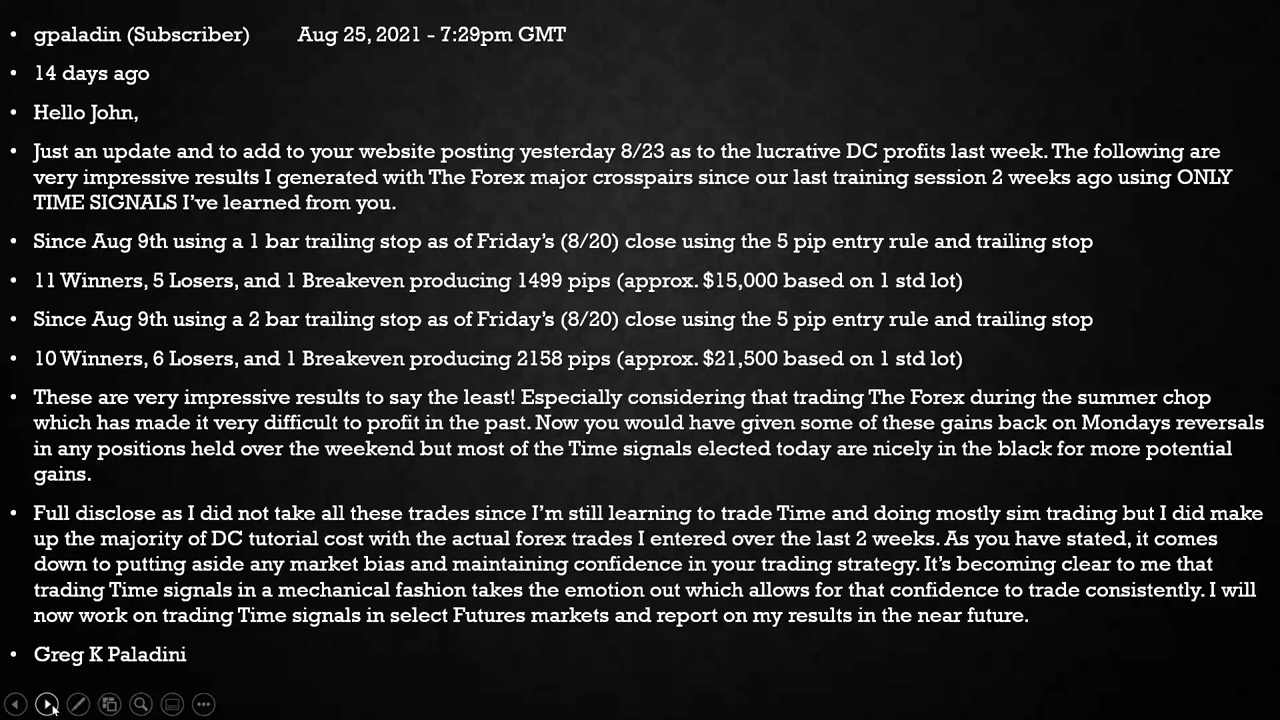 • gpaladin (Subscriber) Aug 25, 2021 - 7:29pm GMT
• 14 days ago
• Hello John,
• Just an update and to add to your website posting yesterday 8/23 as to the lucrative DC profits last week. The following are
very impressive results I generated with The Forex major crosspairs since our last training session 2 weeks ago using ONLY
TIME SIGNALS I've learned from you.
• Since Aug 9th using a 1 bar trailing stop as of Friday's (8/20) close using the 5 pip entry rule and trailing stop
• 11 Winners, 5 Losers, and 1 Breakeven producing 1499 pips (approx. $15,000 based on 1 std lot)
• Since Aug 9th using a 2 bar trailing stop as of Friday's (8/20) close using the 5 pip entry rule and trailing stop
• 10 Winners, 6 Losers, and 1 Breakeven producing 2158 pips (approx. $21,500 based on 1 std lot)
• These are very impressive results to say the least! Especially considering that trading The Forex during the summer chop
which has made it very difficult to profit in the past. Now you would have given some of these gains back on Mondays reversals
in any positions held over the weekend but most of the Time signals elected today are nicely in the black for more potential
gains.
• Full disclose as I did not take all these trades since I'm still learning to trade Time and doing mostly sim trading but I did make
up the majority of DC tutorial cost with the actual forex trades I entered over the last 2 weeks. As you have stated, it comes
down to putting aside any market bias and maintaining confidence in your trading strategy. It's becoming clear to me that
trading Time signals in a mechanical fashion takes the emotion out which allows for that confidence to trade consistently. I will
now work on trading Time signals in select Futures markets and report on my results in the near future.
• Greg K Paladini